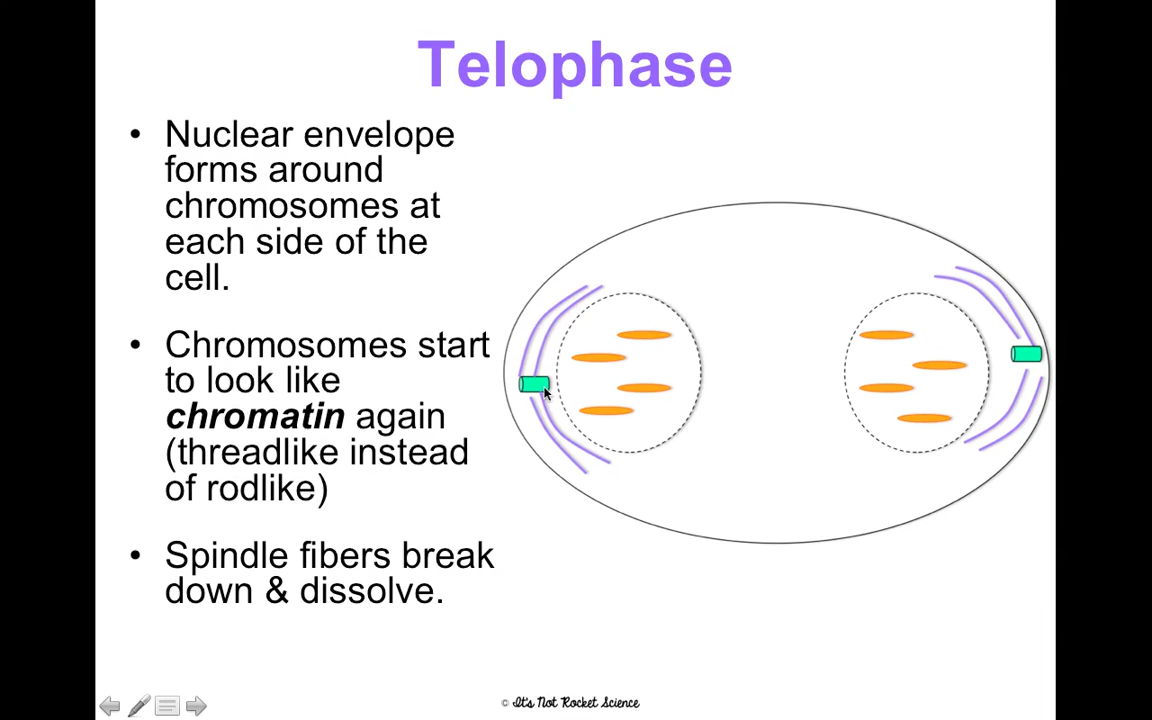 Telophase
• Nuclear envelope
forms around
chromosomes at
each side of the
cell.
• Chromosomes start
to look like
chromatin again
(threadlike instead
of rodlike)
• Spindle fibers break
down & dissolve.
© It's Not Rocket Science